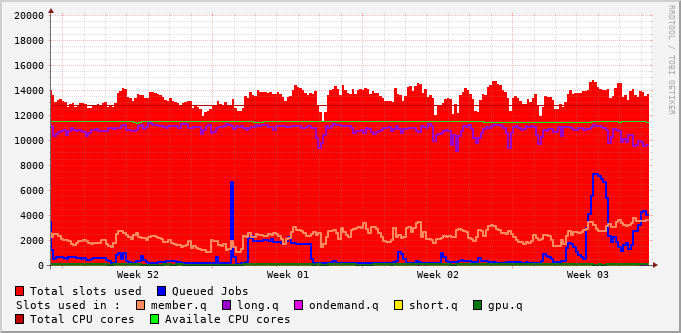 RRDTOOL / TOBI OETIKER
20000
18000
16000
14000
12000
10000
8000
6000
4000
2000
0
Week 52 Week 01 Week 02 Week 03
Total slots used Queued Jobs
Slots used in : member.q long.q ondemand.q short.q gpu.q
Total CPU cores Availale CPU cores